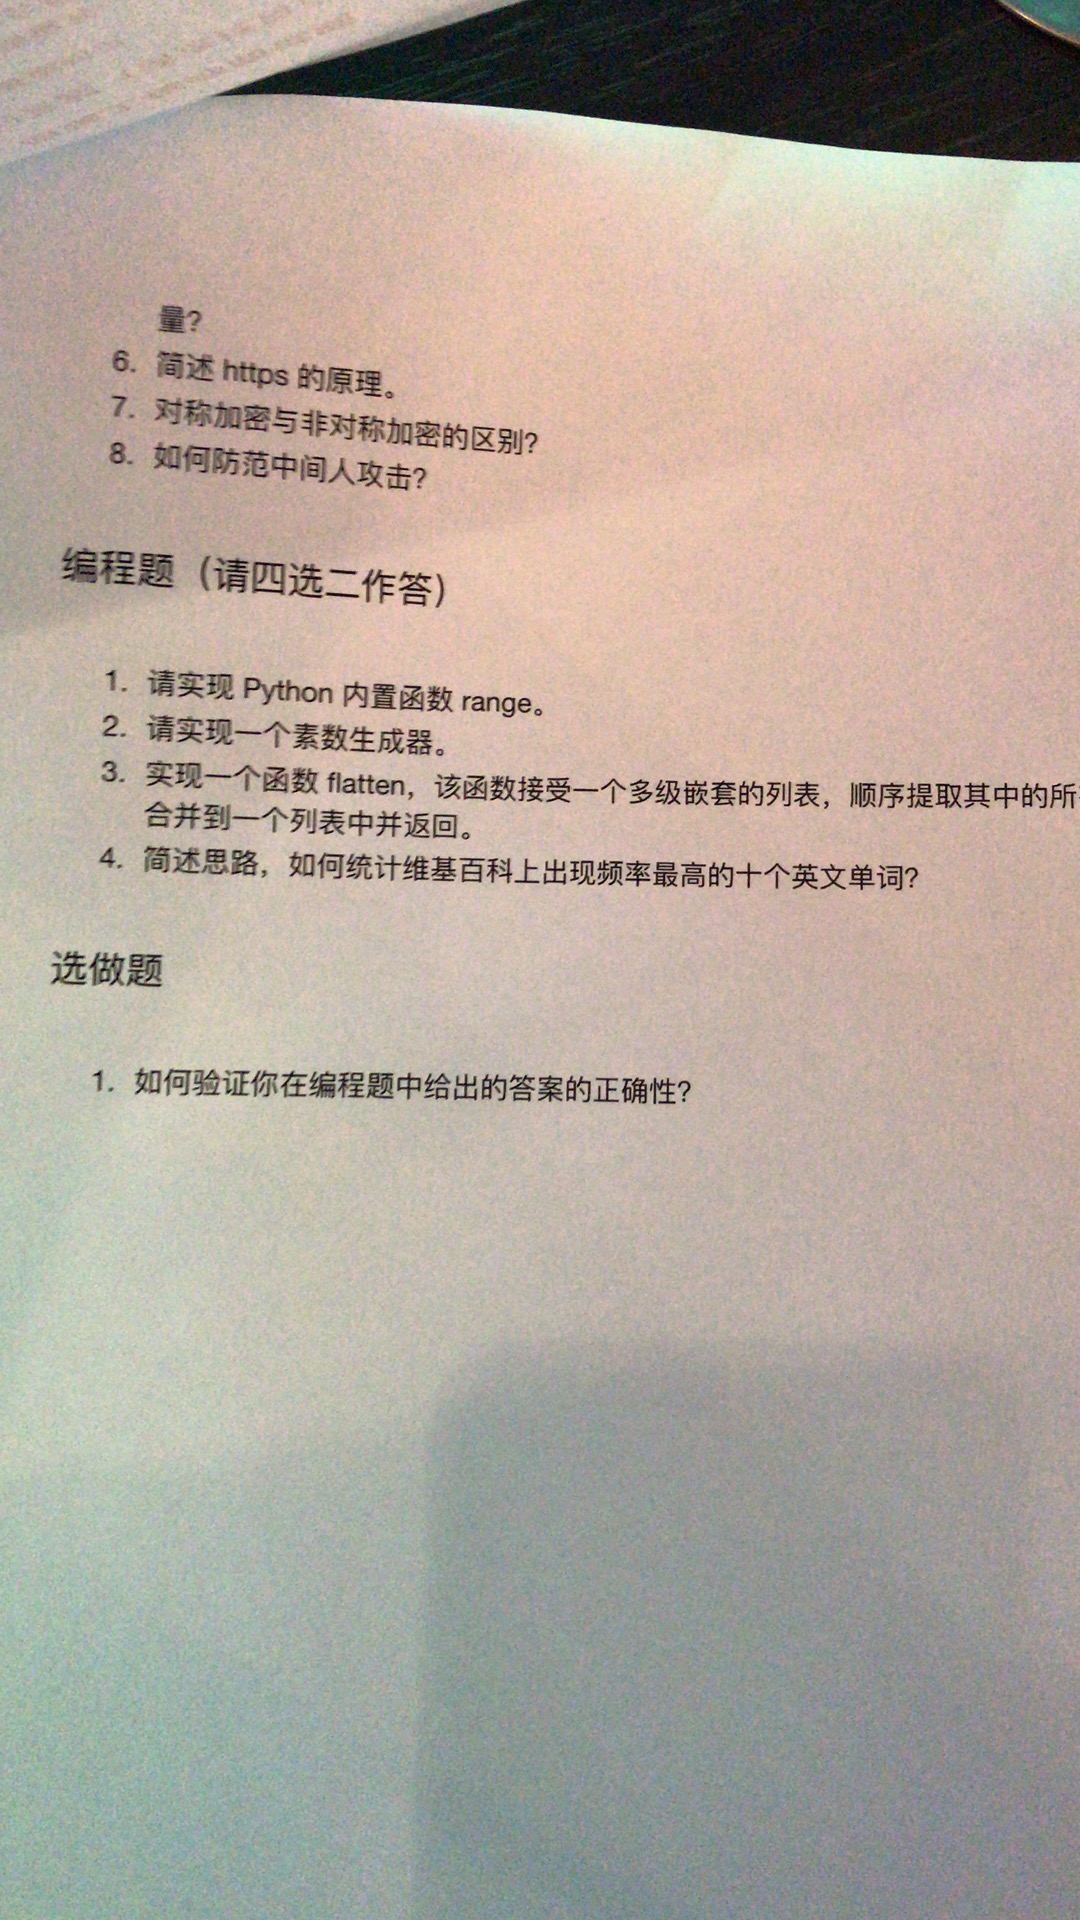 量?
6. 简述 https 的原理。
7. 对称加密与非对称加密的区别?
8. 如何防范中间人攻击?
编程题（请四选二作答）
1. 请实现 Python 内置函数 range。
2. 请实现一个素数生成器。
3. 实现一个函数 flatten，该函数接受一个多级嵌套的列表，顺序提取其中的所
合并到一个列表中并返回。
4. 简述思路，如何统计维基百科上出现频率最高的十个英文单词?
选做题
1. 如何验证你在编程题中给出的答案的正确性?